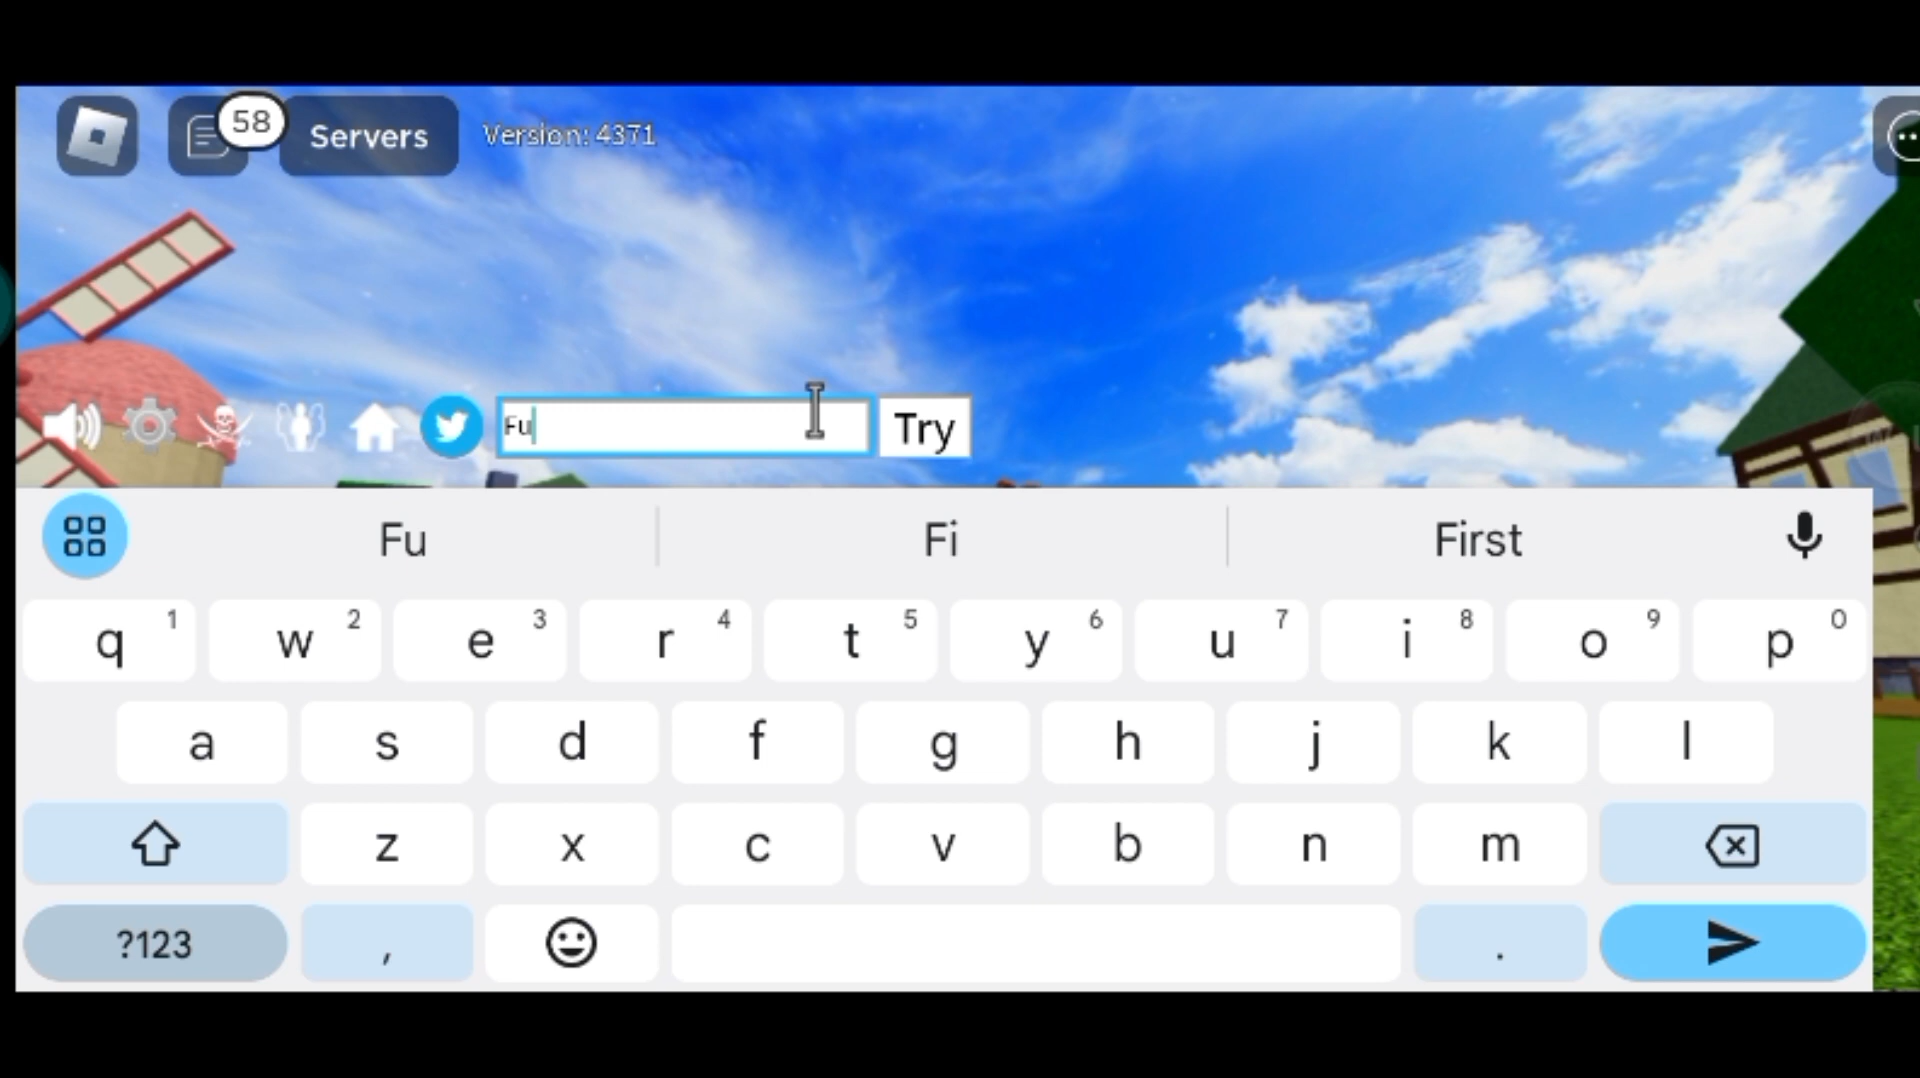 58
Servers
Version: 4371
Fu
Try
Fu
Fi
First
q 1 w 2 e 3 r 4 t 5 y 6 u 7 i 8 o 9 p 0
a s d f g h j k l
z x c v b n m
?123 , .